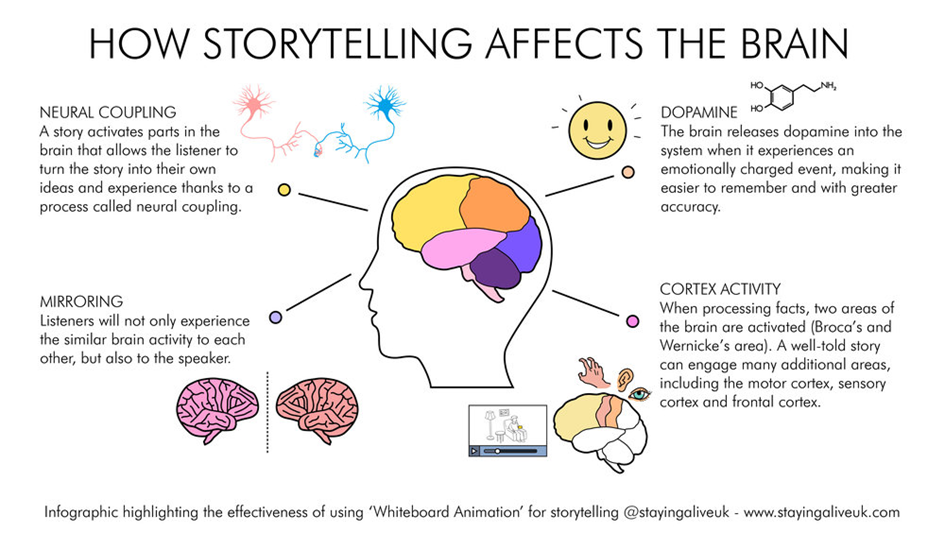 HOW STORYTELLING AFFECTS THE BRAIN
NEURAL COUPLING
A story activates parts in the
brain that allows the listener to
turn the story into their own
ideas and experience thanks to a
process called neural coupling.
HO
HO
NH₂
DOPAMINE
The brain releases dopamine into the
system when it experiences an
emotionally charged event, making it
easier to remember and with greater
accuracy.
MIRRORING
Listeners will not only experience
the similar brain activity to each
other, but also to the speaker.
CORTEX ACTIVITY
When processing facts, two areas of
the brain are activated (Broca's and
Wernicke's area). A well-told story
can engage many additional areas,
including the motor cortex, sensory
cortex and frontal cortex.
Infographic highlighting the effectiveness of using 'Whiteboard Animation' for storytelling @stayingaliveuk - www.stayingaliveuk.com